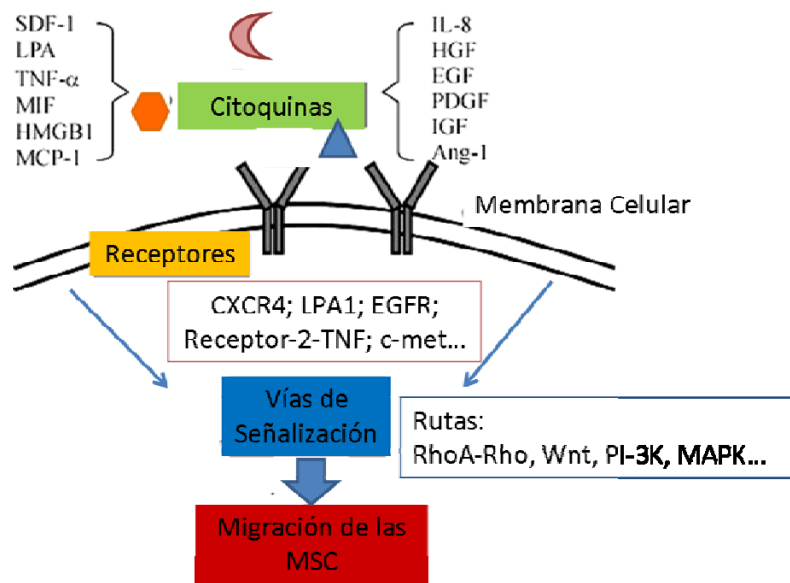 SDF-1
LPA
TNF-α
MIF
HMGB1
MCP-1
Citoquinas
IL-8
HGF
EGF
PDGF
IGF
Ang-1
Membrana Celular
Receptores
CXCR4; LPA1; EGFR;
Receptor-2-TNF; c-met...
Vías de
Señalización
Rutas:
RhoA-Rho, Wnt, PI-3K, MAPK...
Migración de las
MSC